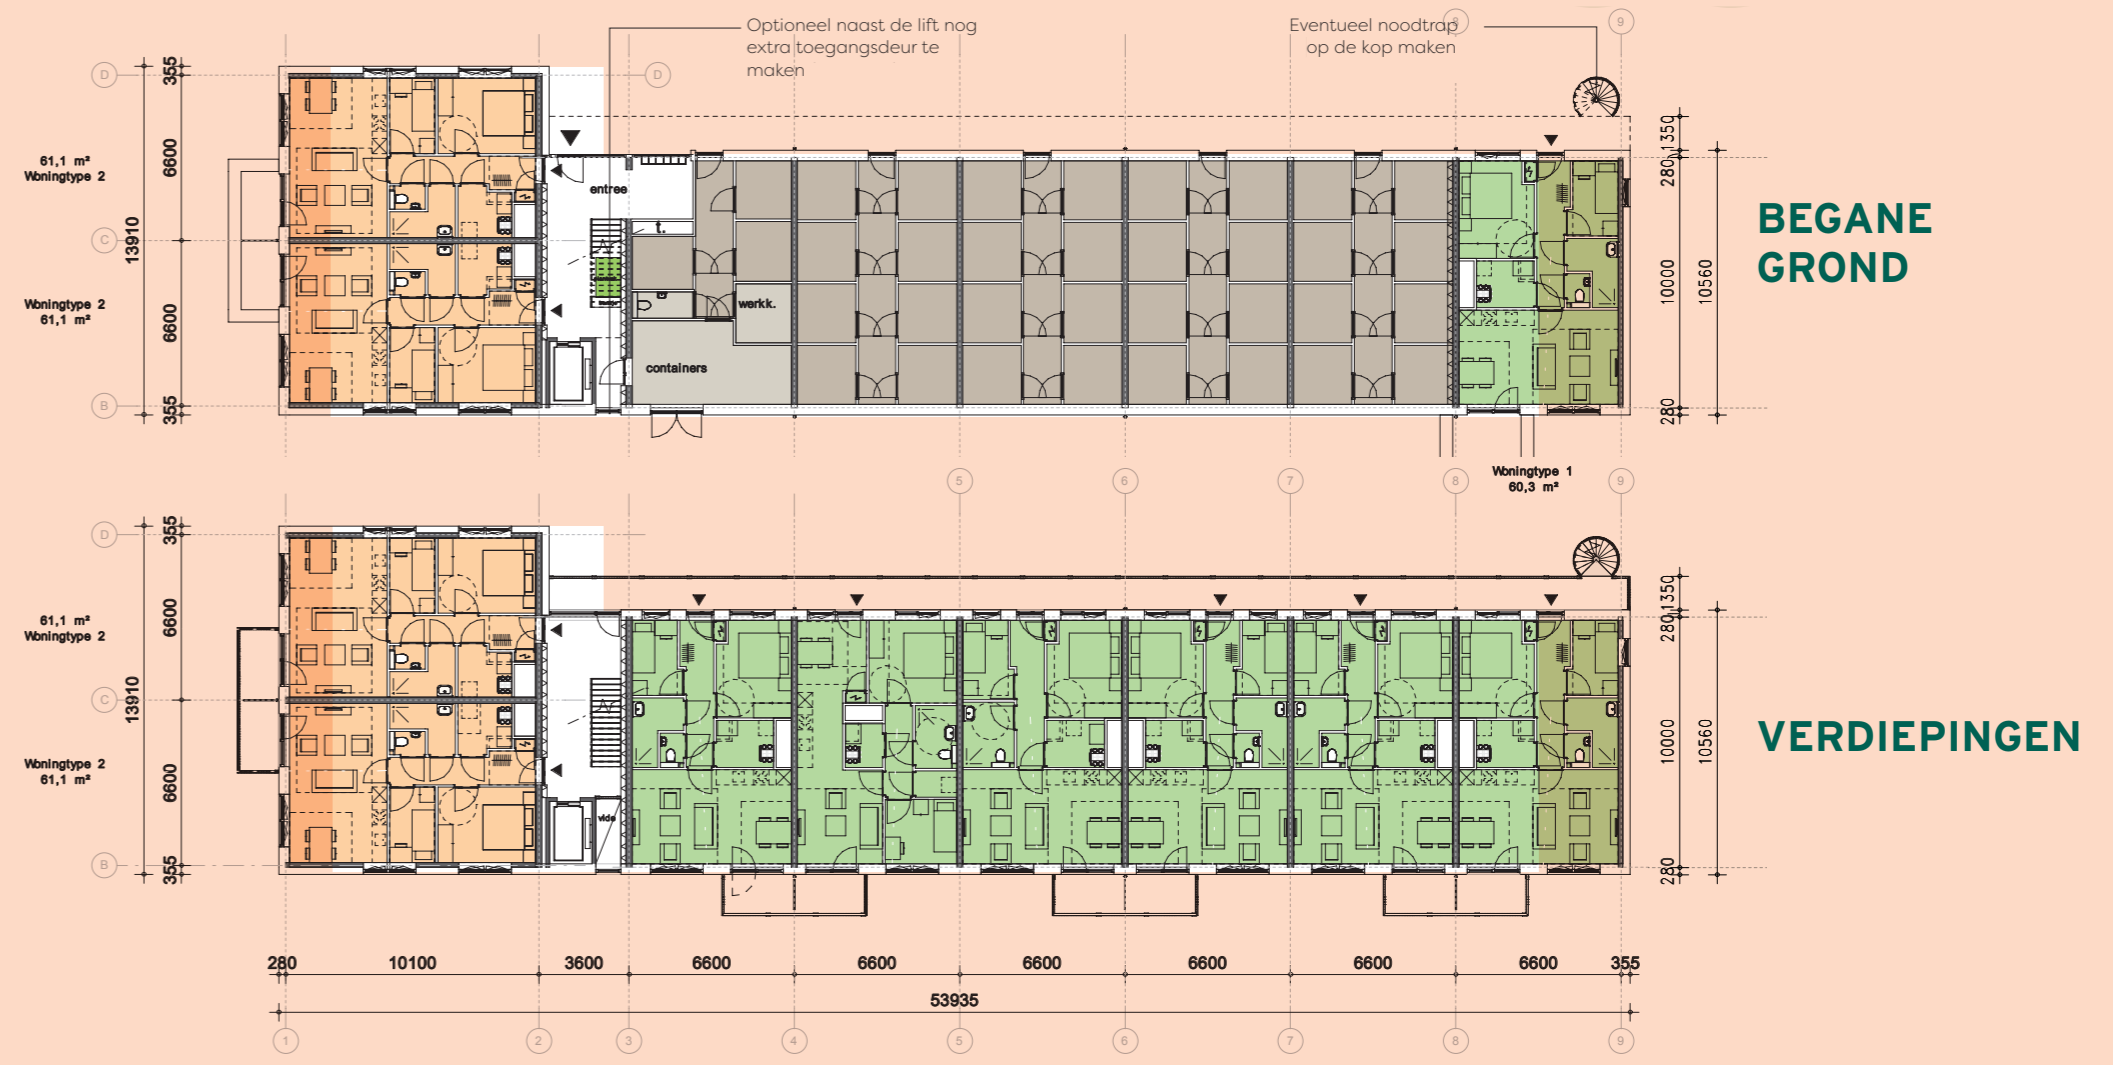 Optioneel naast de lift nog
extra toegangsdeur te
maken
Eventueel noodtrap
op de kop maken
8
9
D
D
355
6600
13910
6600
355
61,1 m²
Woningtype 2
C
Woningtype 2
61,1 m²
B
entree
t.
werkk.
containers
1350
280
10000
10560
280
BEGANE
GROND
Woningtype 1
60,3 m²
5
6
7
8
9
D
355
6600
13910
6600
355
61,1 m²
Woningtype 2
C
Woningtype 2
61,1 m²
B
vide
1350
280
10000
10560
280
VERDIEPINGEN
280
10100
3600
6600
6600
6600
6600
6600
6600
355
53935
1
2
3
4
5
6
7
8
9